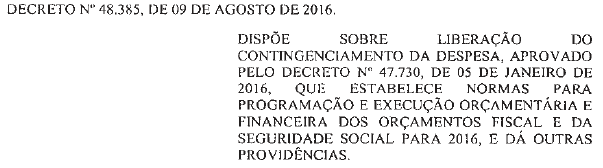 DECRETO Nº 48.385, DE 09 DE AGOSTO DE 2016.
DISPÕE SOBRE LIBERAÇÃO DO
CONTINGENCIAMENTO DA DESPESA, APROVADO
PELO DECRETO Nº 47.730, DE 05 DE JANEIRO DE
2016, QUE ESTABELECE NORMAS PARA
PROGRAMAÇÃO E EXECUÇÃO ORÇAMENTÁRIA E
FINANCEIRA DOS ORÇAMENTOS FISCAL E DA
SEGURIDADE SOCIAL PARA 2016, E DÁ OUTRAS
PROVIDÊNCIAS.